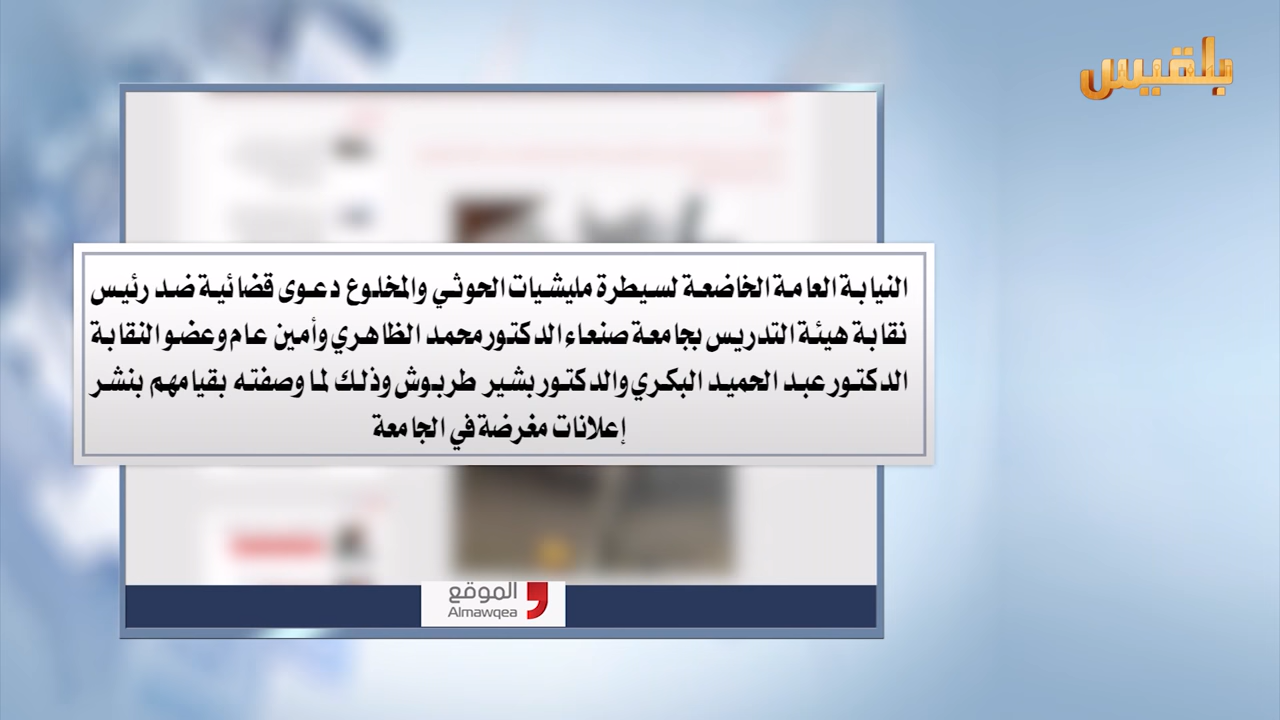 بلقيس
النيابة العامة الخاضعة لسيطرة مليشيات الحوثي والمخلوع دعوى قضائية ضد رئيس
نقابة هيئة التدريس بجامعة صنعاء الدكتور محمد الظاهري وأمين عام وعضو النقابة
الدكتور عبد الحميد البكري والدكتور بشير طربوش وذلك لما وصفته بقيامهم بنشر
إعلانات مغرضة في الجامعة
الموقع
Almawqea